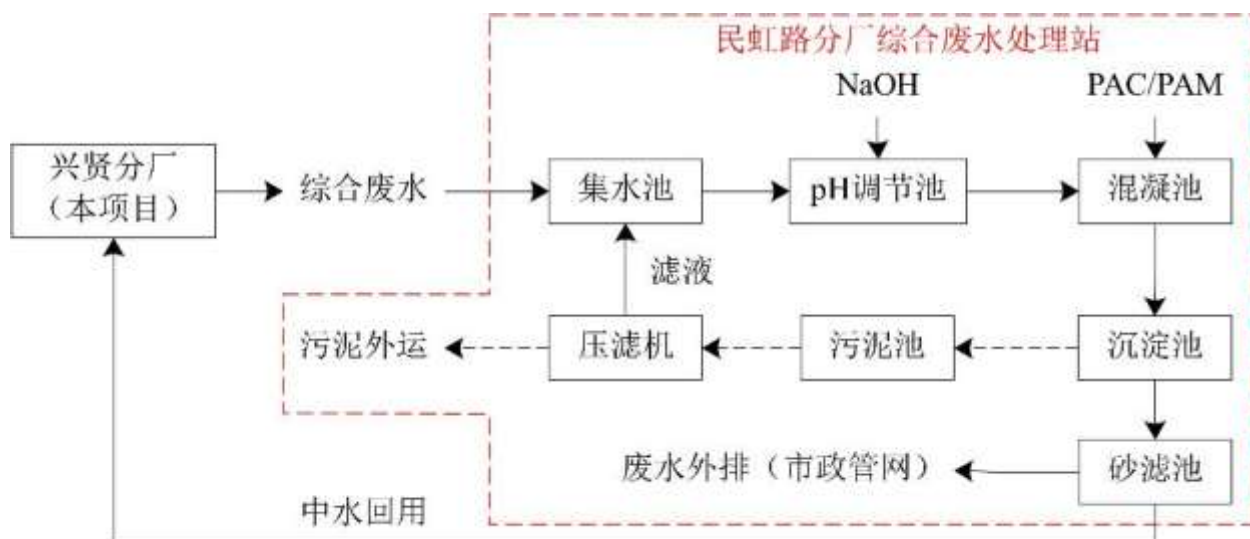 民虹路分厂综合废水处理站
NaOH
PAC/PAM
兴贤分厂
（本项目）
综合废水
集水池
pH调节池
混凝池
滤液
污泥外运
压滤机
污泥池
沉淀池
废水外排（市政管网）
砂滤池
中水回用